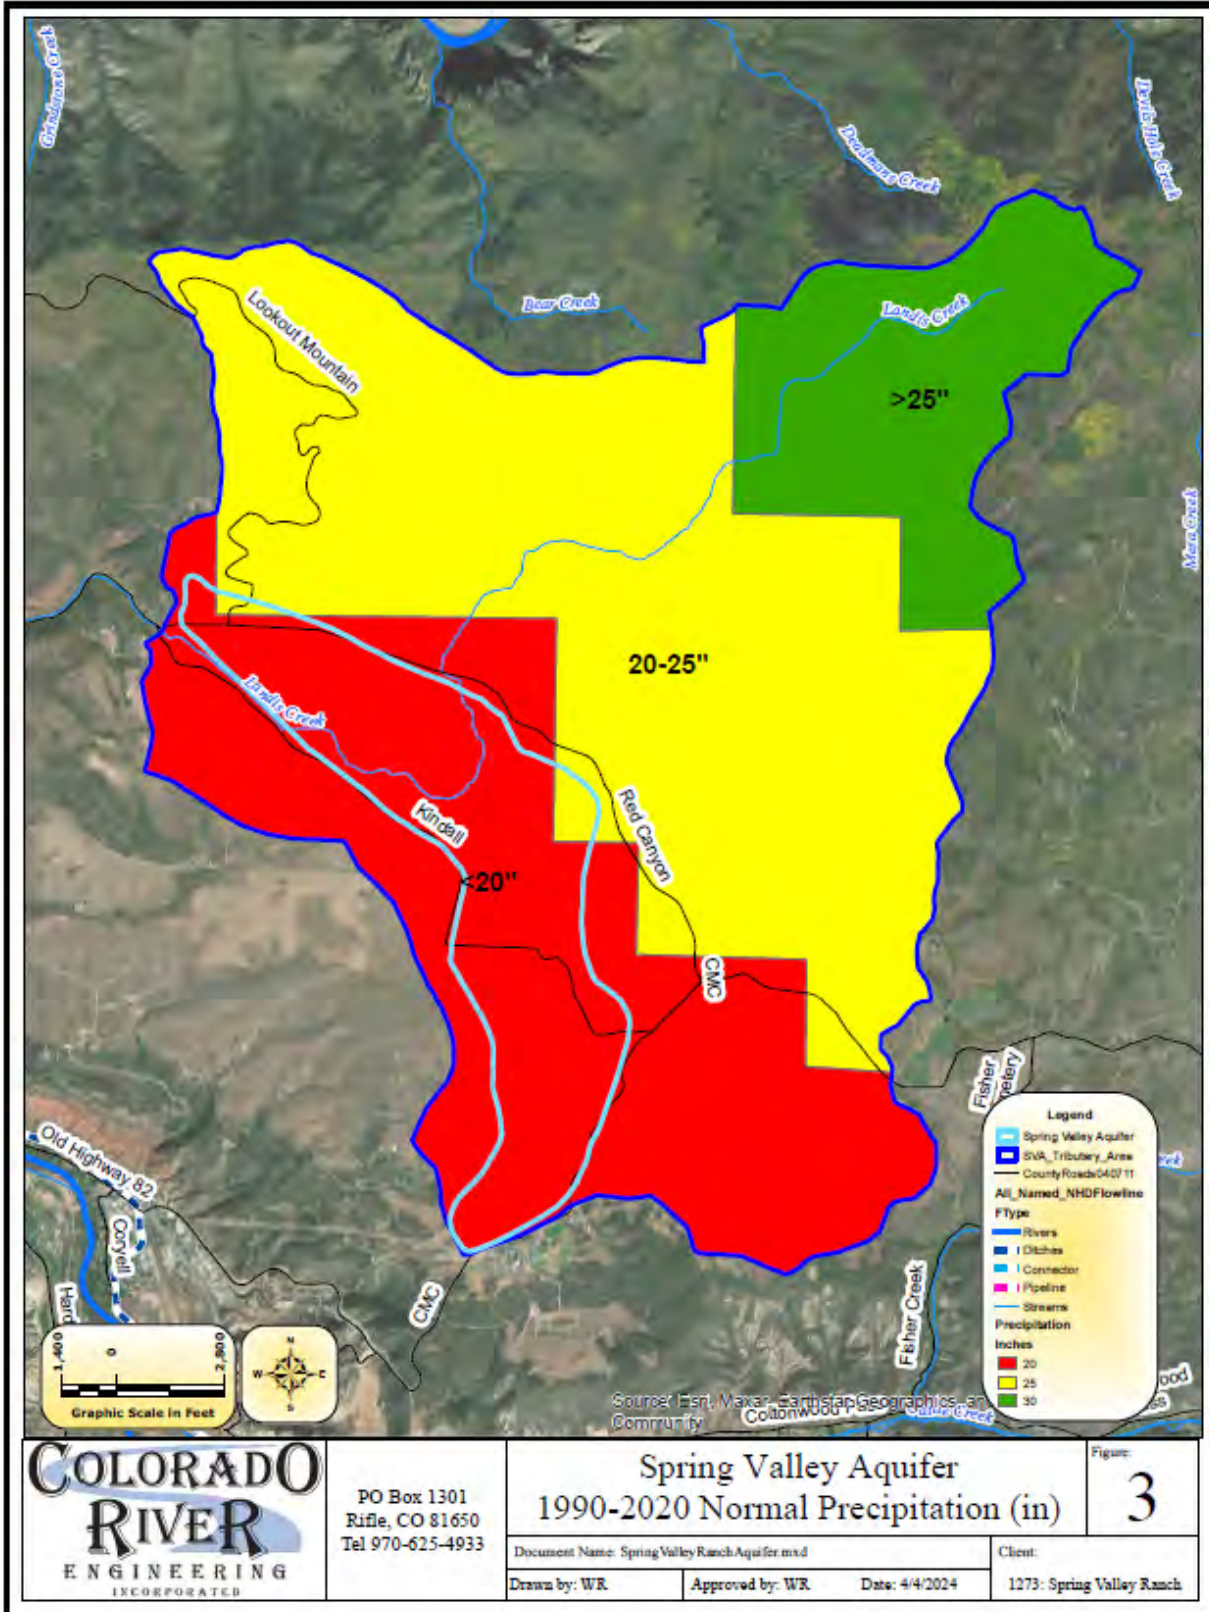 Grindstone Creek
Deadmans Creek
Devils Hole Creek
Bear Creek
Landis Creek
Lookout Mountain
>25"
Mesa Creek
20-25"
Landis Creek
Kindall
Red Canyon
<20"
CMC
Fisher
Old Highway 82
Coryell
CMC
Fisher Creek
Legend
Spring Valley Aquifer
SVA_Tributary_Area
CountyRoads040711
All_Named_NHDFlowline
FType
Rivers
Ditches
Connector
Pipeline
Streams
Precipitation
Inches
20
25
30
1,400 0 2,800
Graphic Scale in Feet
N
W E
S
Source: Esri, Maxar, Earthstar Geographics, an
Community
Cottonwood
Creek
COLORADO
RIVER
ENGINEERING
INCORPORATED
PO Box 1301
Rifle, CO 81650
Tel 970-625-4933
Spring Valley Aquifer
1990-2020 Normal Precipitation (in)
Figure:
3
Document Name: SpringValleyRanchAquifer.mxd
Client:
Drawn by: WR
Approved by: WR
Date: 4/4/2024
1273: Spring Valley Ranch